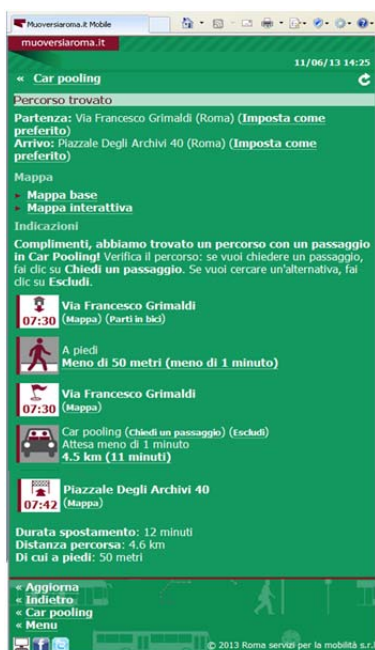 Muoversiaroma.it Mobile
muoversiaroma.it
11/06/13 14:25
« Car pooling
Percorso trovato
Partenza: Via Francesco Grimaldi (Roma) (Imposta come
preferito)
Arrivo: Piazzale Degli Archivi 40 (Roma) (Imposta come
preferito)
Mappa
Mappa base
Mappa interattiva
Indicazioni
Complimenti, abbiamo trovato un percorso con un passaggio
in Car Pooling! Verifica il percorso: se vuoi chiedere un passaggio,
fai clic su Chiedi un passaggio. Se vuoi cercare un'alternativa, fai
clic su Escludi.
Via Francesco Grimaldi
07:30 (Mappa) (Parti in bici)
A piedi
Meno di 50 metri (meno di 1 minuto)
Via Francesco Grimaldi
07:30 (Mappa)
Car pooling (Chiedi un passaggio) (Escludi)
Attesa meno di 1 minuto
4.5 km (11 minuti)
Piazzale Degli Archivi 40
07:42 (Mappa)
Durata spostamento: 12 minuti
Distanza percorsa: 4.6 km
Di cui a piedi: 50 metri
« Aggiorna
« Indietro
« Car pooling
« Menu
© 2013 Roma servizi per la mobilità s.r.l